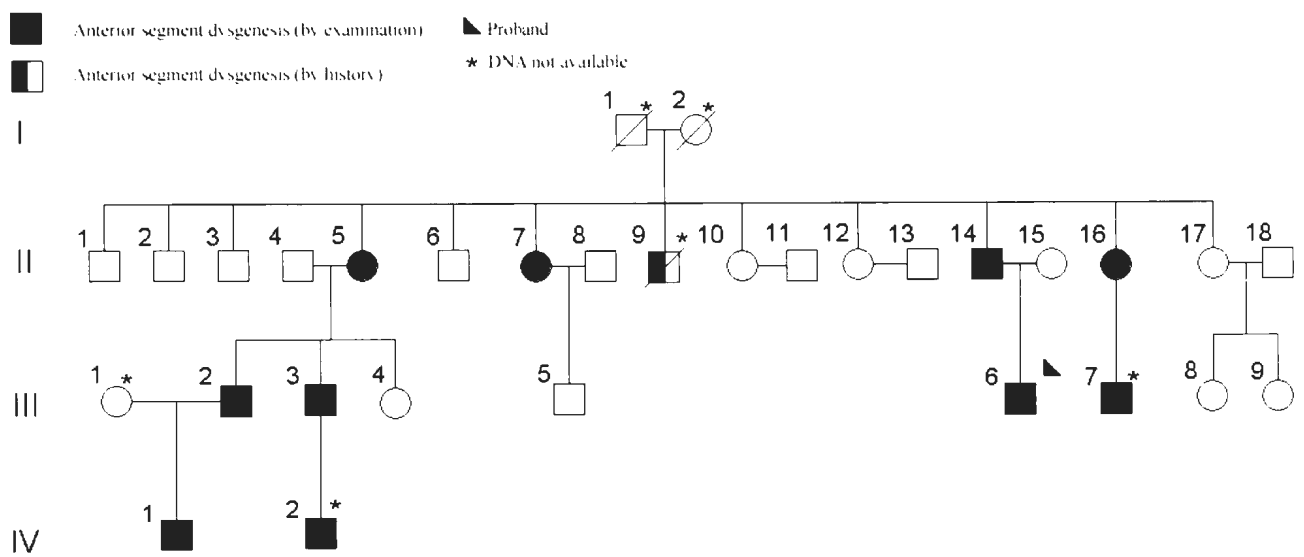 Anterior segment dysgenesis (by examination)
Proband
Anterior segment dysgenesis (by history)
* DNA not available
1 * 2 *
I
1 2 3 4 5 6 7 8 9 * 10 11 12 13 14 15 16 17 18
II
1 * 2 3 4 5 6 7 * 8 9
III
1 2 *
IV